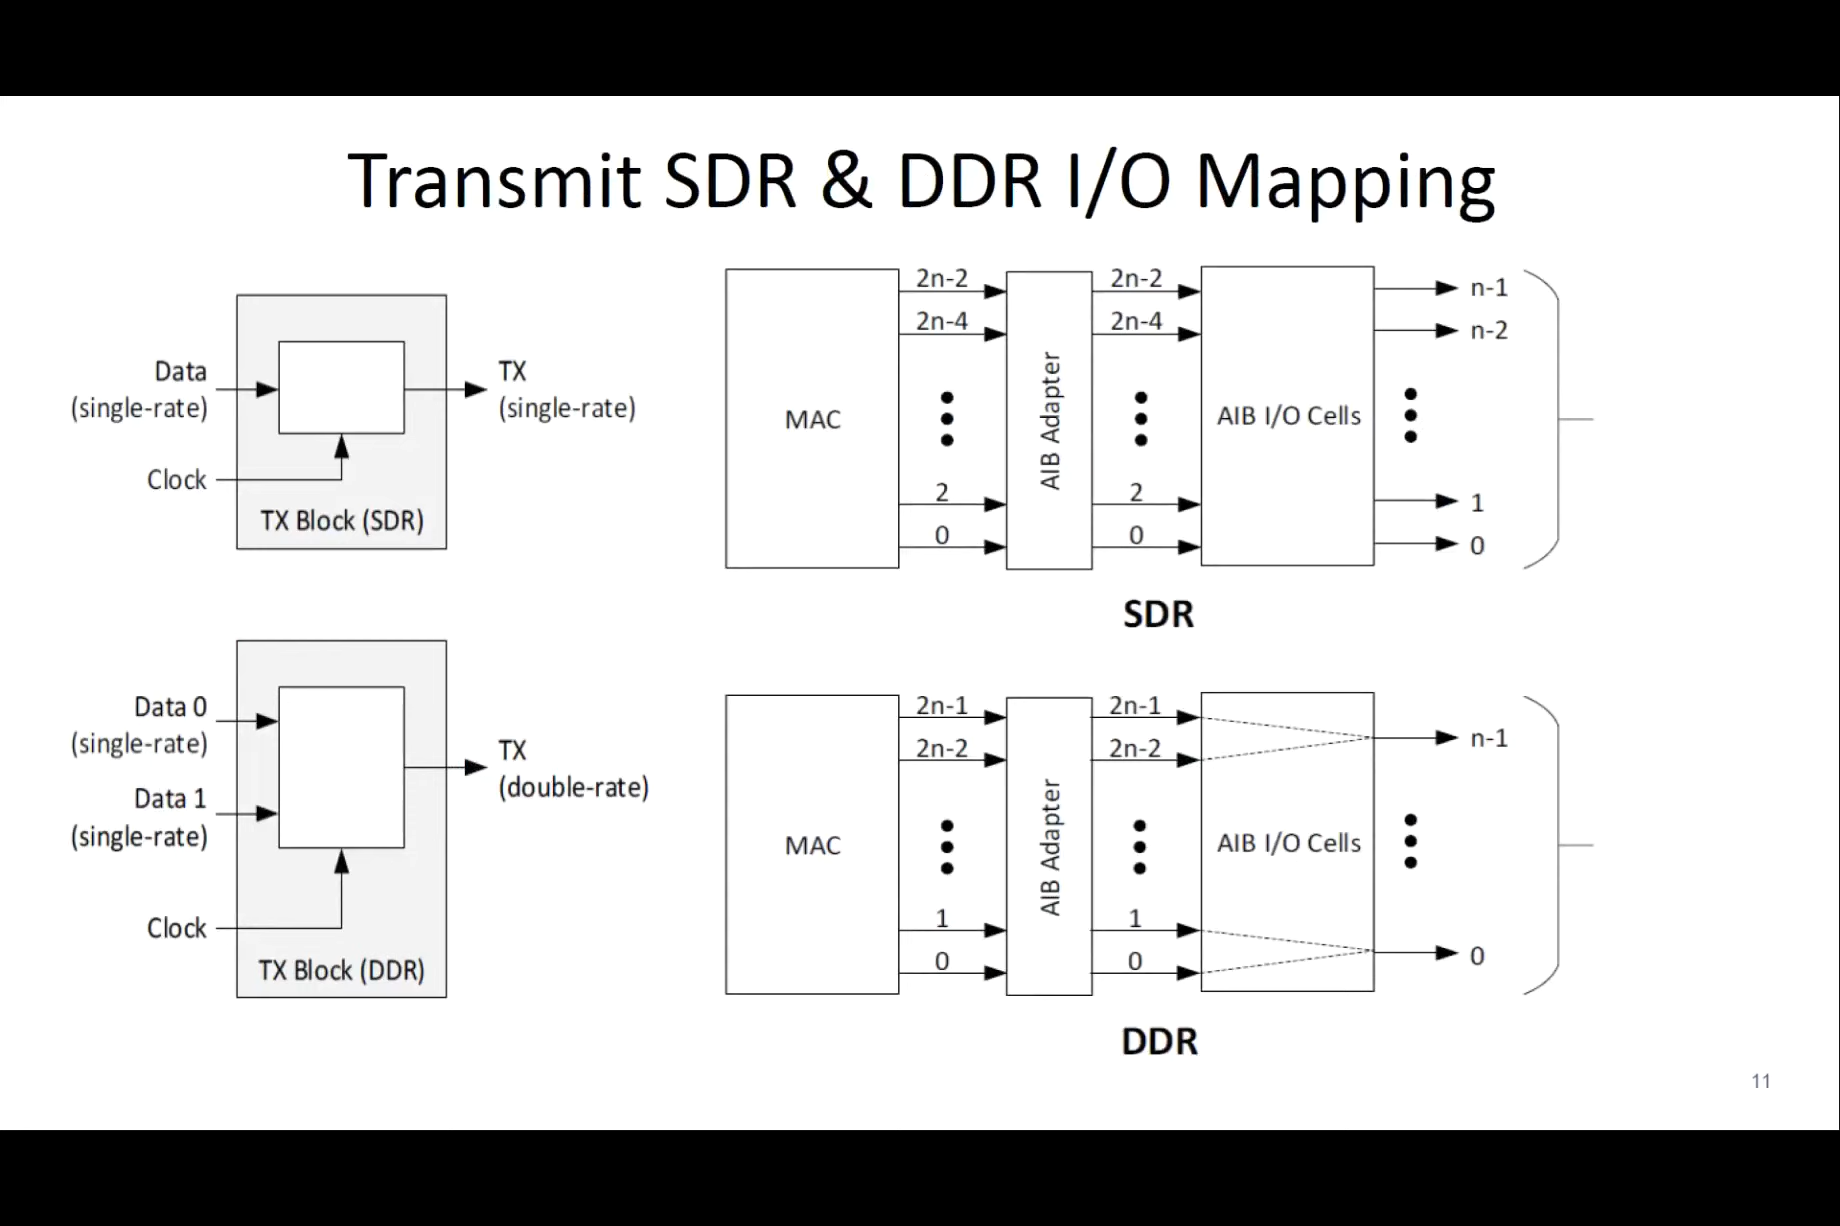 Transmit SDR & DDR I/O Mapping
Data
(single-rate)
Clock
TX
(single-rate)
TX Block (SDR)
MAC
2n-2
2n-4
2
0
AIB Adapter
2n-2
2n-4
2
0
AIB I/O Cells
n-1
n-2
1
0
SDR
Data 0
(single-rate)
Data 1
(single-rate)
Clock
TX
(double-rate)
TX Block (DDR)
MAC
2n-1
2n-2
1
0
AIB Adapter
2n-1
2n-2
1
0
AIB I/O Cells
n-1
0
DDR
11